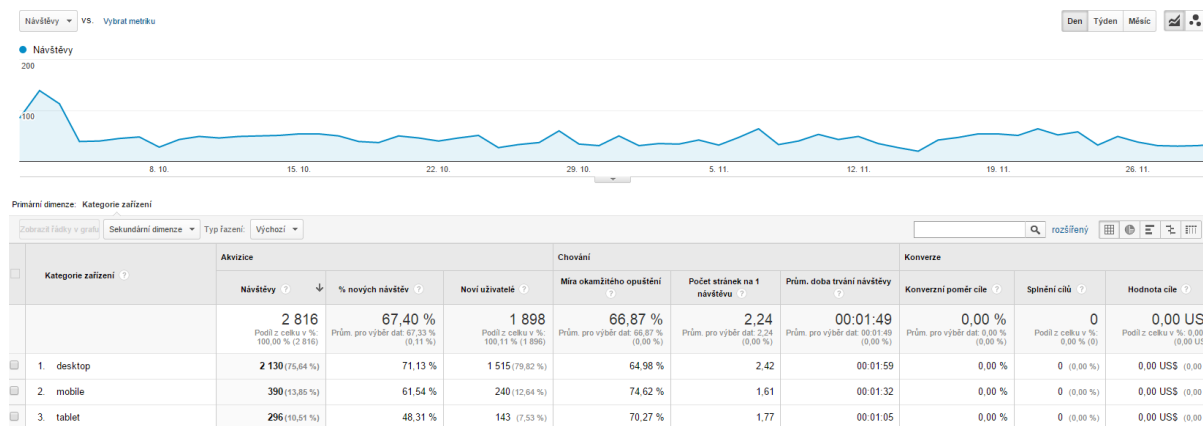 Návštěvy VS. Vybrat metriku Den Týden Měsíc
Návštěvy
200
100
8. 10. 15. 10. 22. 10. 29. 10. 5. 11. 12. 11. 19. 11. 26. 11.
Primární dimenze: Kategorie zařízení
Zobrazit řádky v grafu Sekundární dimenze Typ řazení: Výchozí rozšířený
Akvizice Chování Konverze
Kategorie zařízení ?
Návštěvy ? % nových návštěv ? Noví uživatelé ? Míra okamžitého opuštění ? Počet stránek na 1 návštěvu ? Prům. doba trvání návštěvy ? Konverzní poměr cíle ? Splnění cílů ? Hodnota cíle ?
2 816 67,40 % 1 898 66,87 % 2,24 00:01:49 0,00 % 0 0,00 US
Podíl z celku v %: Prům. pro výběr dat: 67,33 % Podíl z celku v %: Prům. pro výběr dat: 66,87 % Prům. pro výběr dat: 2,24 Prům. pro výběr dat: 00:01:49 Prům. pro výběr dat: 0,00 % Podíl z celku v %: Podíl z celku v %: 0,00
100,00 % (2 816) (0,11 %) 100,11 % (1 896) (0,00 %) (0,00 %) (0,00 %) (0,00 %) 0,00 % (0) (0,00 US
1. desktop 2 130 (75,64 %) 71,13 % 1 515 (79,82 %) 64,98 % 2,42 00:01:59 0,00 % 0 (0,00 %) 0,00 US$ (0,00
2. mobile 390 (13,85 %) 61,54 % 240 (12,64 %) 74,62 % 1,61 00:01:32 0,00 % 0 (0,00 %) 0,00 US$ (0,00
3. tablet 296 (10,51 %) 48,31 % 143 (7,53 %) 70,27 % 1,77 00:01:05 0,00 % 0 (0,00 %) 0,00 US$ (0,00